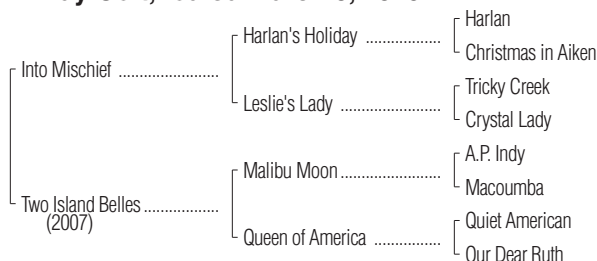 Harlan
Harlan's Holiday ..................
Christmas in Aiken
Into Mischief ........................
Tricky Creek
Leslie's Lady ........................
Crystal Lady
A.P. Indy
Malibu Moon ........................
Macoumba
Two Island Belles ..................
(2007)
Quiet American
Queen of America ................
Our Dear Ruth